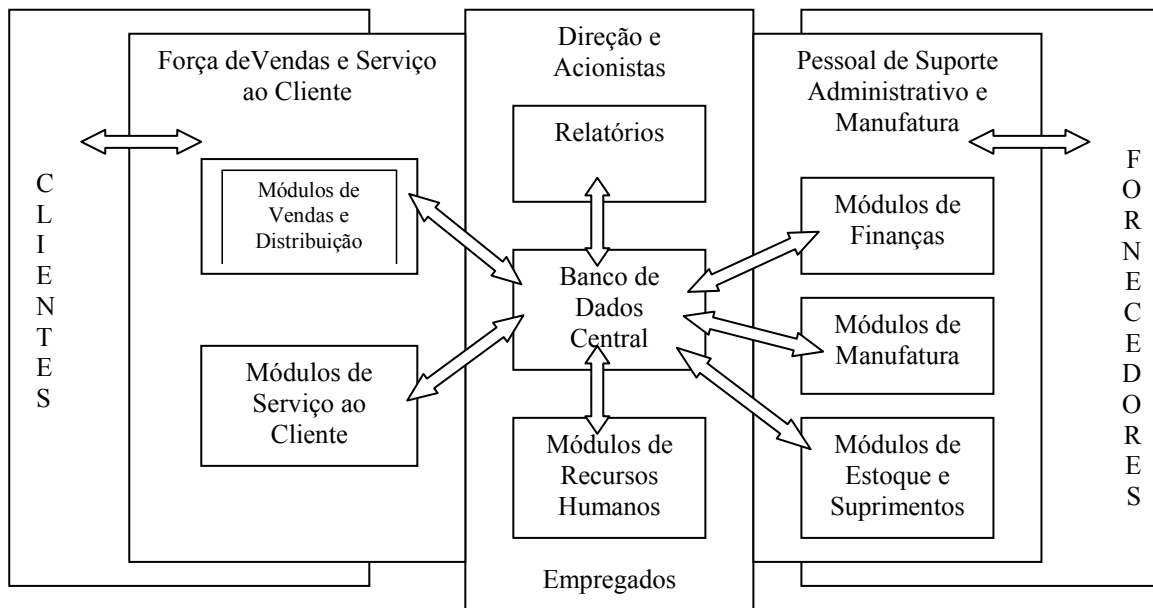 CLIENTES
Força deVendas e Serviço
ao Cliente
Módulos de
Vendas e
Distribuição
Módulos de
Serviço ao
Cliente
Direção e
Acionistas
Relatórios
Banco de
Dados
Central
Módulos de
Recursos
Humanos
Empregados
Pessoal de Suporte
Administrativo e
Manufatura
Módulos de
Finanças
Módulos de
Manufatura
Módulos de
Estoque e
Suprimentos
FORNECEDORES